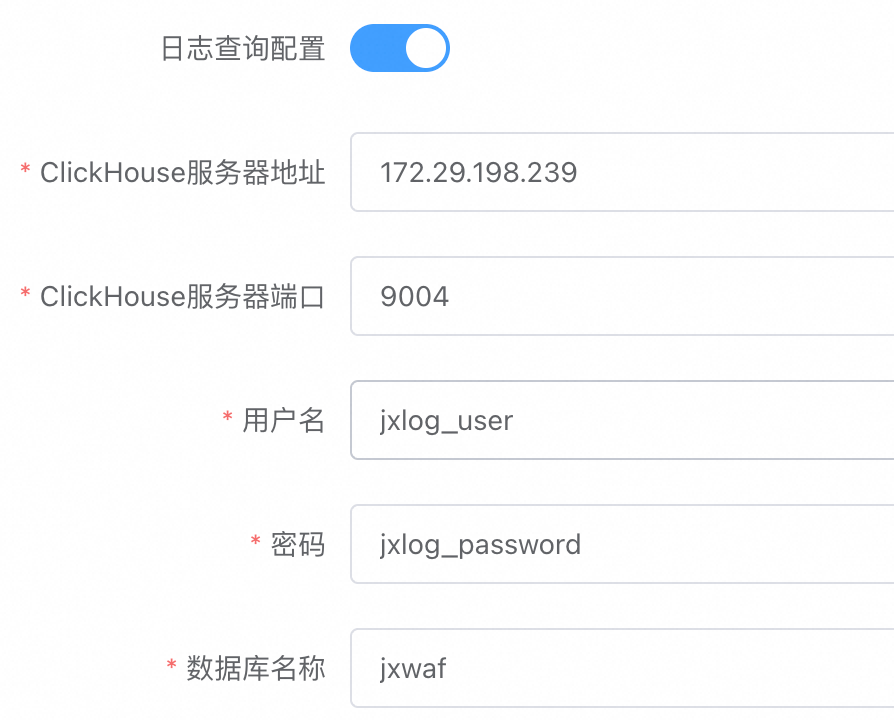 日志查询配置
* ClickHouse服务器地址 172.29.198.239
* ClickHouse服务器端口 9004
* 用户名 jxlog_user
* 密码 jxlog_password
* 数据库名称 jxwaf